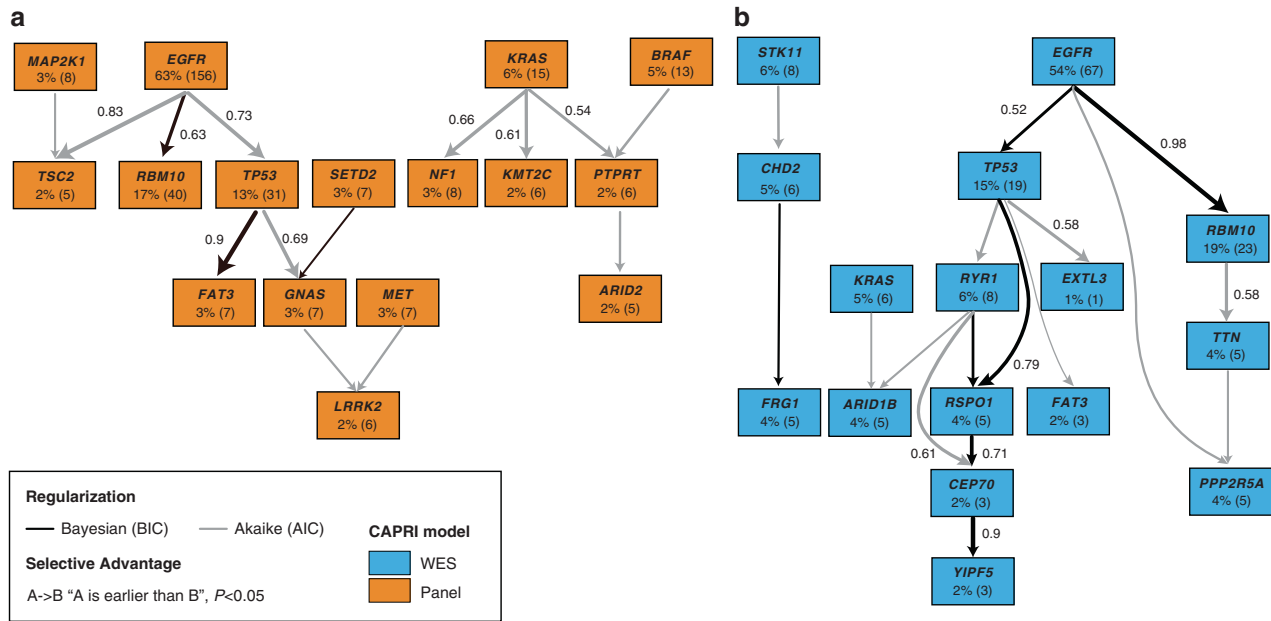 a
MAP2K1
3% (8)
EGFR
63% (156)
KRAS
6% (15)
BRAF
5% (13)
0.83
0.63
0.73
0.66
0.61
0.54
TSC2
2% (5)
RBM10
17% (40)
TP53
13% (31)
SETD2
3% (7)
NF1
3% (8)
KMT2C
2% (6)
PTPRT
2% (6)
0.9
0.69
FAT3
3% (7)
GNAS
3% (7)
MET
3% (7)
ARID2
2% (5)
LRRK2
2% (6)
Regularization
Bayesian (BIC)
Akaike (AIC)
Selective Advantage
A->B “A is earlier than B”, P<0.05
CAPRI model
WES
Panel
b
STK11
6% (8)
EGFR
54% (67)
0.52
0.98
CHD2
5% (6)
TP53
15% (19)
0.58
RBM10
19% (23)
KRAS
5% (6)
RYR1
6% (8)
EXTL3
1% (1)
0.58
TTN
4% (5)
0.79
FRG1
4% (5)
ARID1B
4% (5)
RSPO1
4% (5)
FAT3
2% (3)
0.61
0.71
CEP70
2% (3)
PPP2R5A
4% (5)
0.9
YIPF5
2% (3)